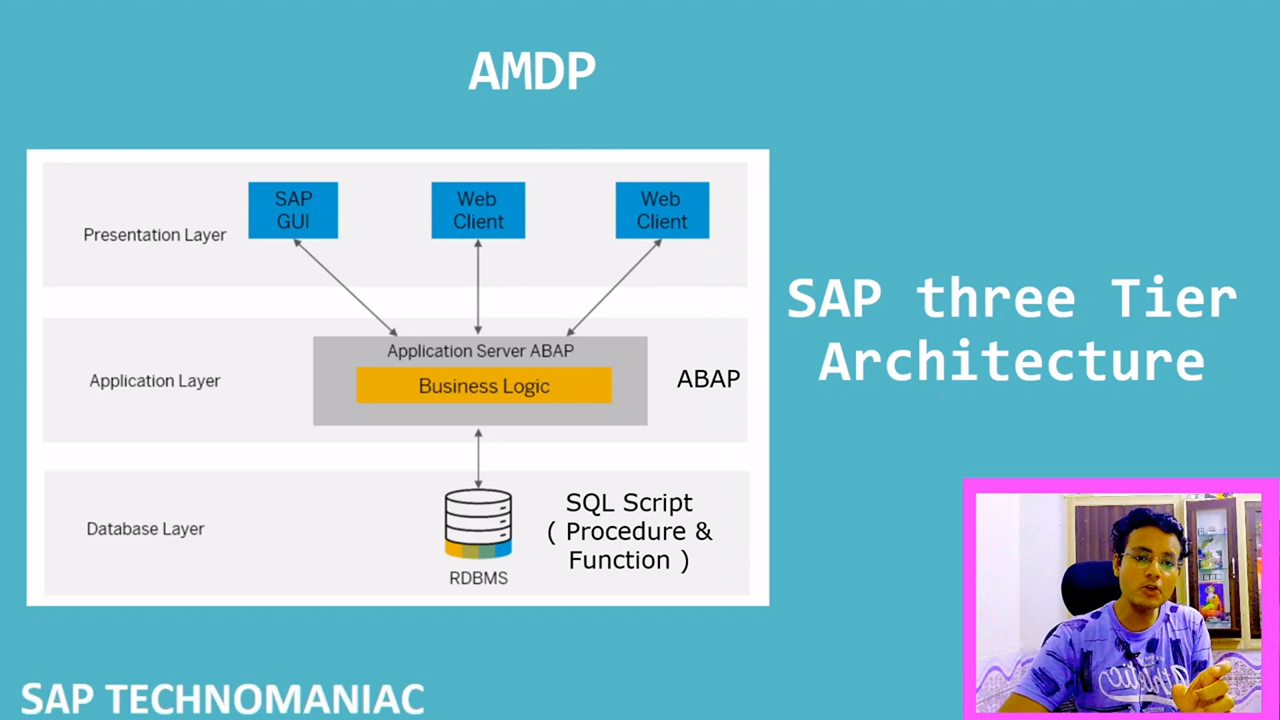 AMDP
SAP
GUI
Web
Client
Web
Client
Presentation Layer
Application Server ABAP
Business Logic
Application Layer
ABAP
SQL Script
( Procedure &
Function )
Database Layer
RDBMS
SAP three Tier
Architecture
Athletic
SAP TECHNOMANIAC